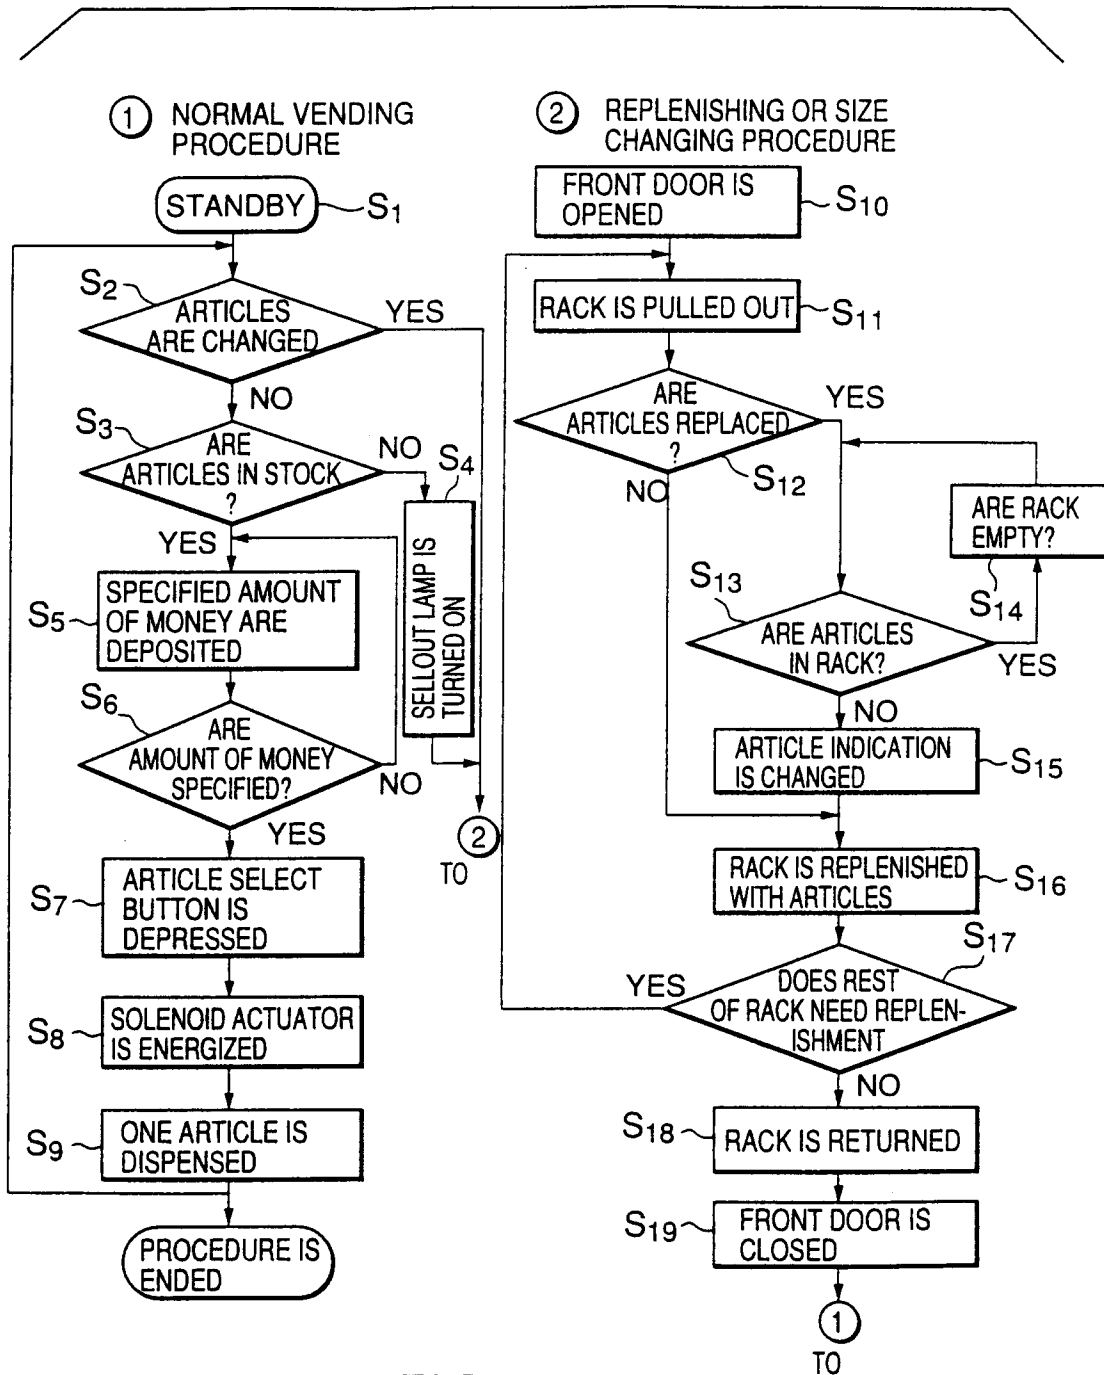 1 NORMAL VENDING
PROCEDURE
STANDBY
S1
S2
ARTICLES
ARE CHANGED
YES
NO
S3
ARE
ARTICLES IN STOCK
?
NO
S4
YES
SELLOUT LAMP IS
TURNED ON
S5
SPECIFIED AMOUNT
OF MONEY ARE
DEPOSITED
S6
ARE
AMOUNT OF MONEY
SPECIFIED?
NO
YES
2
TO
S7
ARTICLE SELECT
BUTTON IS
DEPRESSED
S8
SOLENOID ACTUATOR
IS ENERGIZED
S9
ONE ARTICLE IS
DISPENSED
PROCEDURE IS
ENDED
2 REPLENISHING OR SIZE
CHANGING PROCEDURE
FRONT DOOR IS
OPENED
S10
RACK IS PULLED OUT
S11
ARE
ARTICLES REPLACED
?
YES
S12
NO
ARE RACK
EMPTY?
S14
S13
ARE ARTICLES
IN RACK?
YES
NO
ARTICLE INDICATION
IS CHANGED
S15
RACK IS REPLENISHED
WITH ARTICLES
S16
S17
YES
DOES REST
OF RACK NEED REPLEN-
ISHMENT
NO
S18
RACK IS RETURNED
S19
FRONT DOOR IS
CLOSED
1
TO